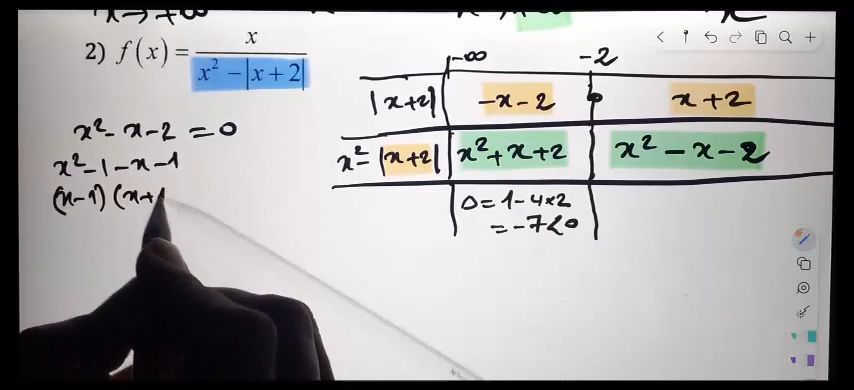 2) f(x) = x / (x² - |x+2|)
-∞ -2
|x+2| -x-2 0 x+2
x² - x - 2 = 0
x² - |x+2| x² + x + 2 x² - x - 2
x² - 1 - x - 1
(x-1) (x+1
Δ = 1 - 4×2
= -7 < 0